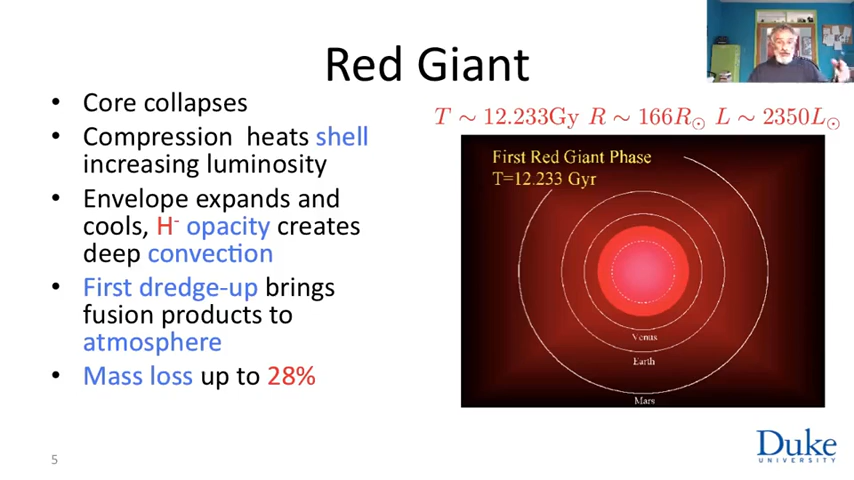 Red Giant
• Core collapses
• Compression heats shell
increasing luminosity
• Envelope expands and
cools, H⁻ opacity creates
deep convection
• First dredge-up brings
fusion products to
atmosphere
• Mass loss up to 28%
T ∼ 12.233Gy R ∼ 166R⊙ L ∼ 2350L⊙
First Red Giant Phase
T=12.233 Gyr
Venus
Earth
Mars
5
Duke
UNIVERSITY